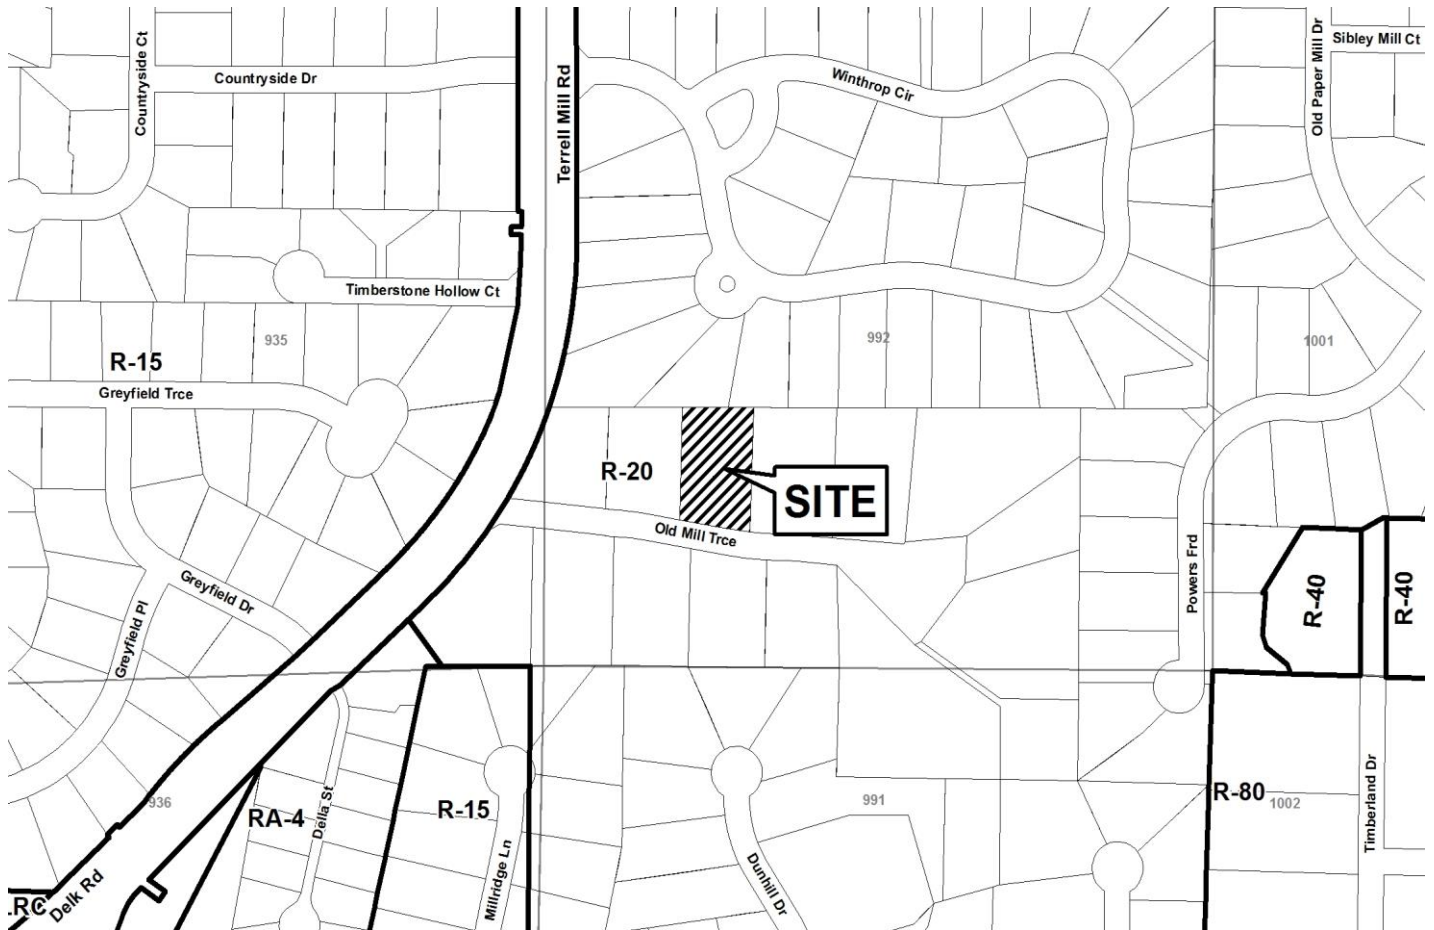 Sibley Mill Ct
Old Paper Mill Dr
Countryside Ct
Countryside Dr
Terrell Mill Rd
Winthrop Cir
Timberstone Hollow Ct
935
992
1001
R-15
Greyfield Trce
R-20
SITE
Old Mill Trce
Powers Frd
R-40
R-40
Greyfield Dr
Greyfield Pl
936
RA-4
Della St
R-15
Millridge Ln
Dunhill Dr
991
R-80
1002
Timberland Dr
LRC
Delk Rd